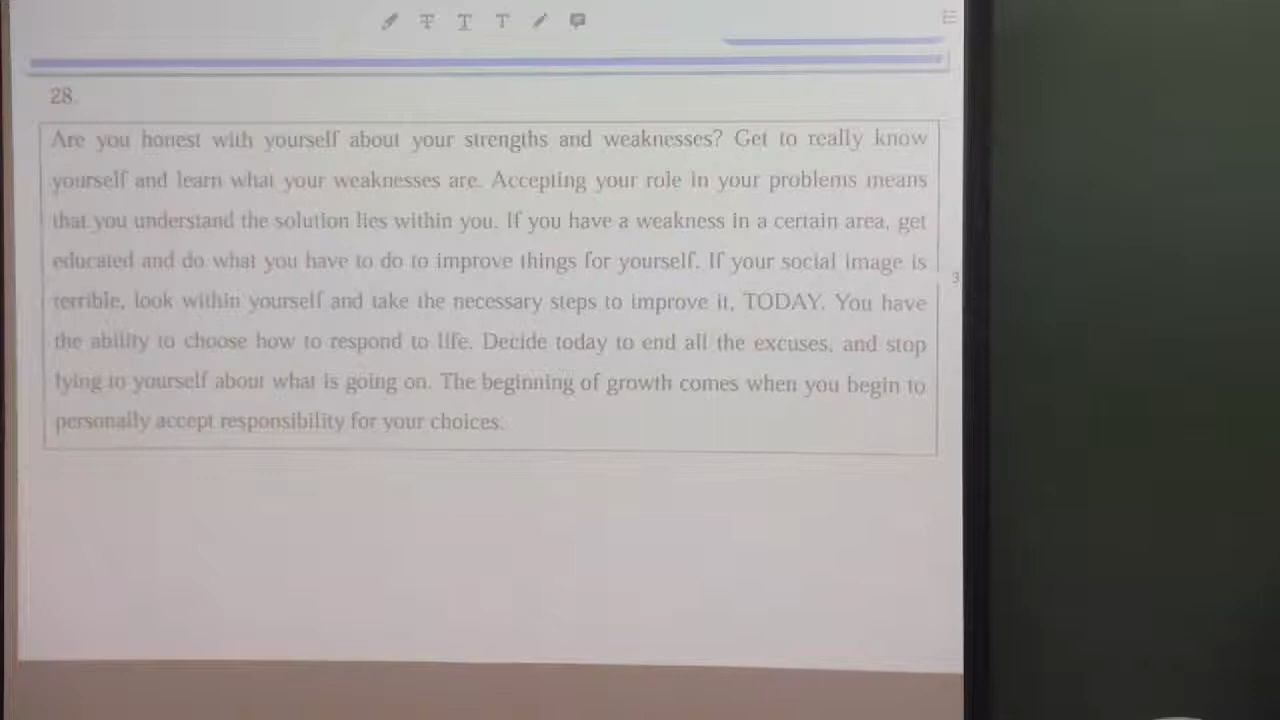 28.
Are you honest with yourself about your strengths and weaknesses? Get to really know
yourself and learn what your weaknesses are. Accepting your role in your problems means
that you understand the solution lies within you. If you have a weakness in a certain area, get
educated and do what you have to do to improve things for yourself. If your social image is
terrible, look within yourself and take the necessary steps to improve it, TODAY. You have
the ability to choose how to respond to life. Decide today to end all the excuses, and stop
lying to yourself about what is going on. The beginning of growth comes when you begin to
personally accept responsibility for your choices.
3